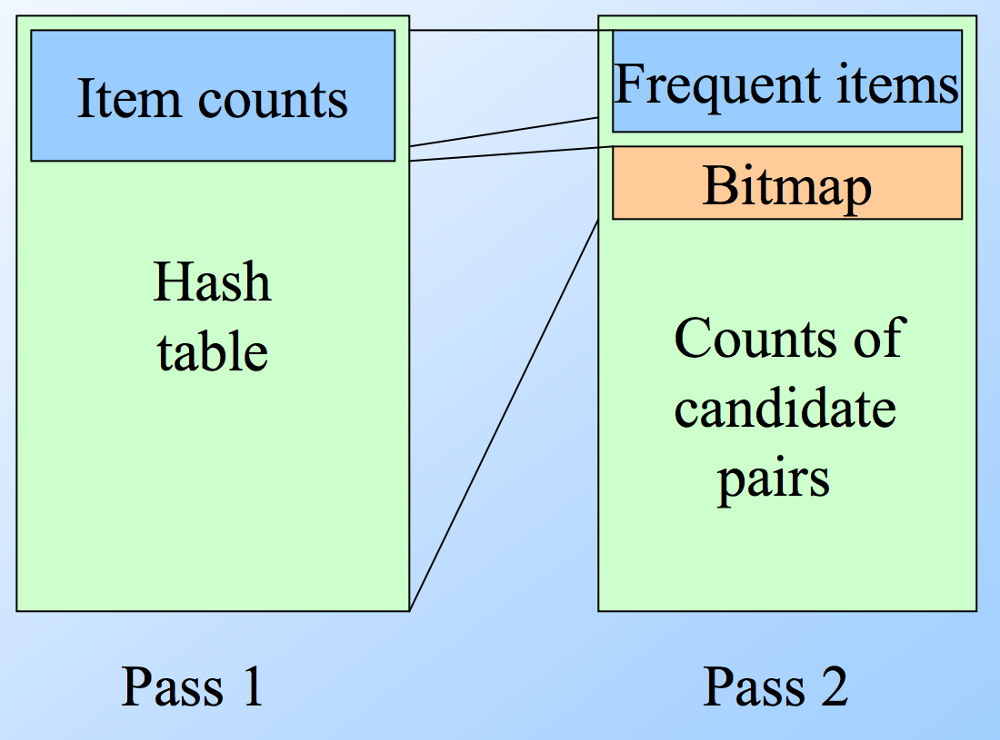 Item counts
Hash
table
Pass 1
Frequent items
Bitmap
Counts of
candidate
pairs
Pass 2